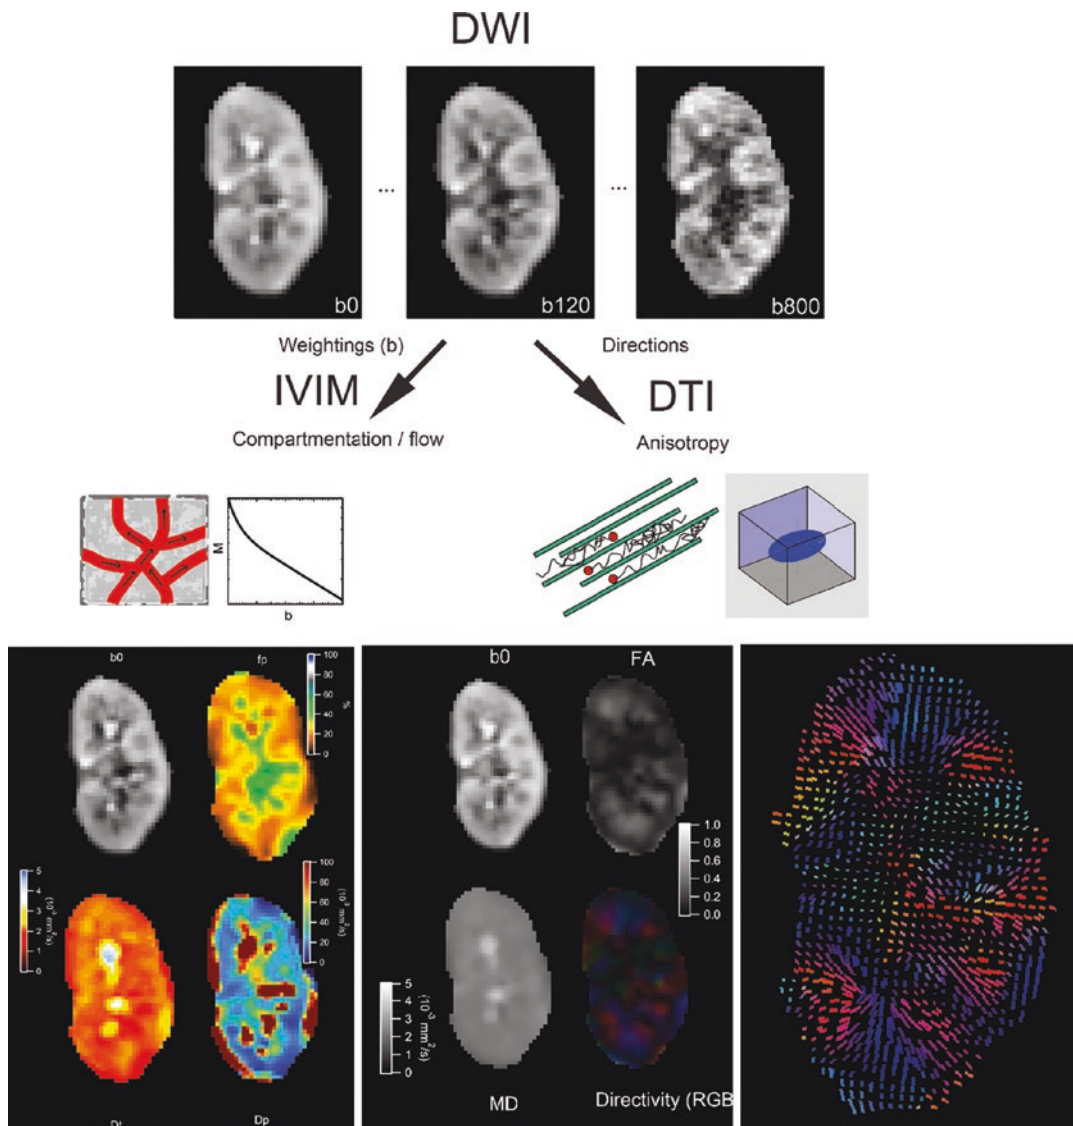 DWI
b0
...
b120
...
b800
Weightings (b)
Directions
IVIM
DTI
Compartmentation / flow
Anisotropy
M
b
b0
fp
100
80
60
40
20
0
%
5
4
3
2
1
0
(10⁻³ mm²/s)
100
80
60
40
20
0
(10⁻³ mm²/s)
Dp
b0
FA
1.0
0.8
0.6
0.4
0.2
0.0
5
4
3
2
1
0
(10⁻³ mm²/s)
MD
Directivity (RGB